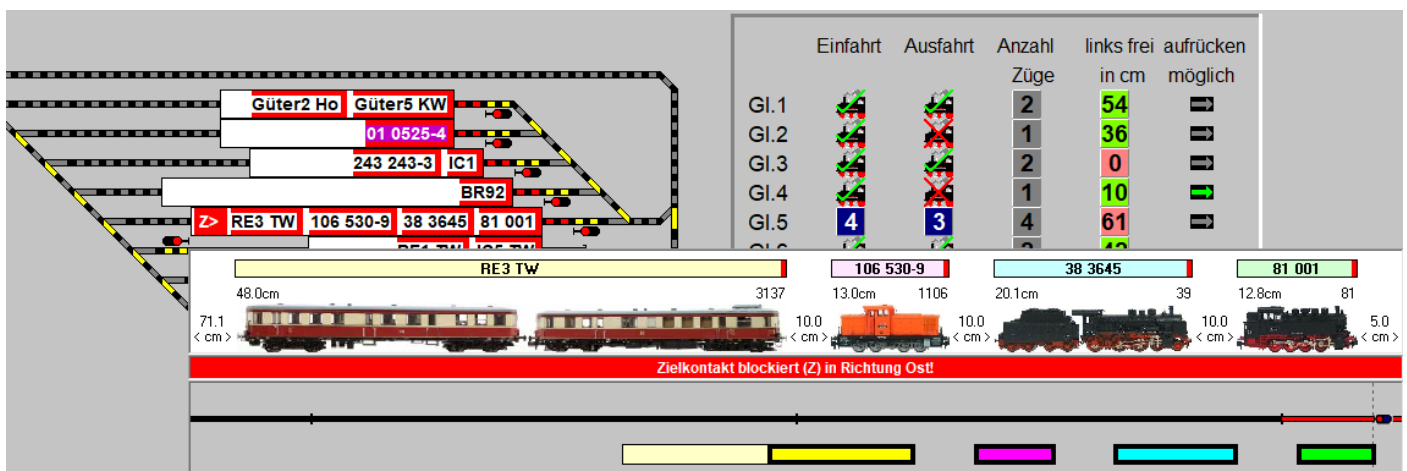 Einfahrt Ausfahrt Anzahl Züge links frei in cm aufrücken möglich
Güter2 Ho Güter5 KW
01 0525-4
243 243-3 IC1
BR92
Z> RE3 TW 106 530-9 38 3645 81 001
Gl.1 2 54
Gl.2 1 36
Gl.3 2 0
Gl.4 1 10
Gl.5 4 3 4 61
RE3 TW 106 530-9 38 3645 81 001
48.0cm 3137 13.0cm 1106 20.1cm 39 12.8cm 81
71.1 < cm > 10.0 < cm > 10.0 < cm > 10.0 < cm > 5.0 < cm >
Zielkontakt blockiert (Z) in Richtung Ost!